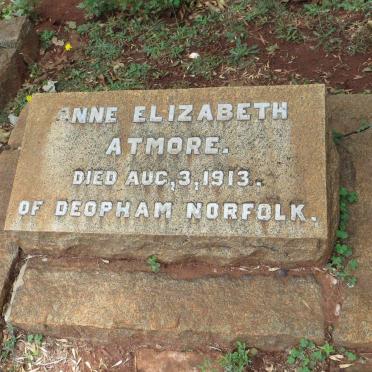 ANNE ELIZABETH
ATMORE.
DIED AUG, 3, 1913.
OF DEOPHAM NORFOLK.